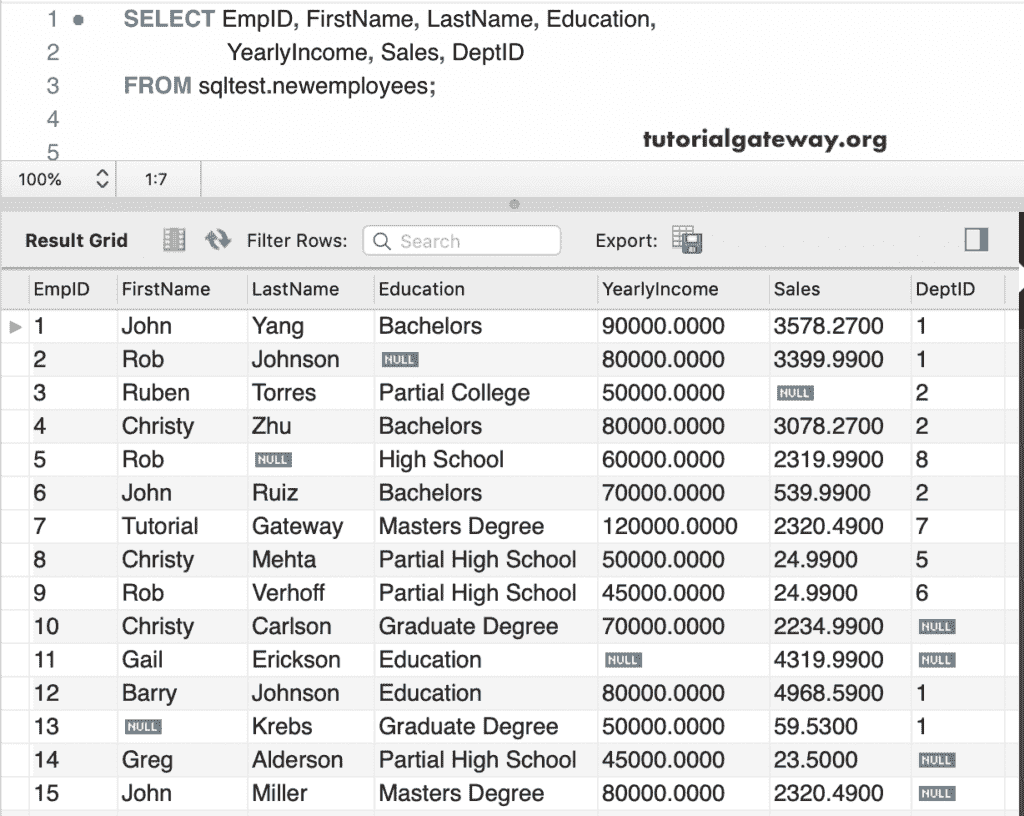 1 SELECT EmpID, FirstName, LastName, Education,
2 YearlyIncome, Sales, DeptID
3 FROM sqltest.newemployees;
4
tutorialgateway.org
5
100% 1:7
Result Grid Filter Rows: Search Export:
EmpID FirstName LastName Education YearlyIncome Sales DeptID
1 John Yang Bachelors 90000.0000 3578.2700 1
2 Rob Johnson NULL 80000.0000 3399.9900 1
3 Ruben Torres Partial College 50000.0000 NULL 2
4 Christy Zhu Bachelors 80000.0000 3078.2700 2
5 Rob NULL High School 60000.0000 2319.9900 8
6 John Ruiz Bachelors 70000.0000 539.9900 2
7 Tutorial Gateway Masters Degree 120000.0000 2320.4900 7
8 Christy Mehta Partial High School 50000.0000 24.9900 5
9 Rob Verhoff Partial High School 45000.0000 24.9900 6
10 Christy Carlson Graduate Degree 70000.0000 2234.9900 NULL
11 Gail Erickson Education NULL 4319.9900 NULL
12 Barry Johnson Education 80000.0000 4968.5900 1
13 NULL Krebs Graduate Degree 50000.0000 59.5300 1
14 Greg Alderson Partial High School 45000.0000 23.5000 NULL
15 John Miller Masters Degree 80000.0000 2320.4900 NULL